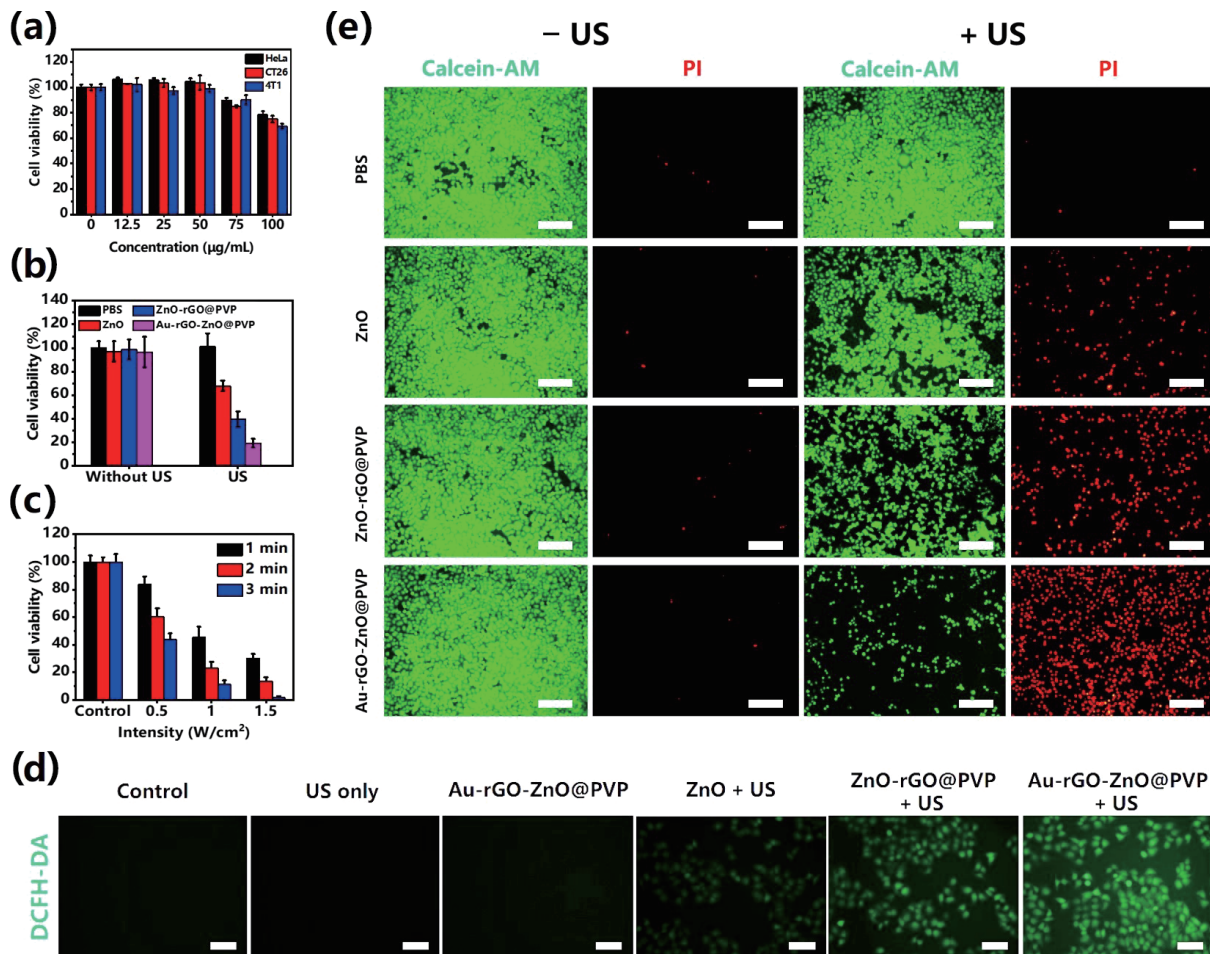 (a)
120
100
80
60
40
20
0
Cell viability (%)
HeLa
CT26
4T1
0 12.5 25 50 75 100
Concentration (μg/mL)
(b)
140
120
100
80
60
40
20
0
Cell viability (%)
PBS ZnO-rGO@PVP
ZnO Au-rGO-ZnO@PVP
Without US US
(c)
120
100
80
60
40
20
0
Cell viability (%)
1 min
2 min
3 min
Control 0.5 1 1.5
Intensity (W/cm²)
(e)
– US + US
Calcein-AM PI Calcein-AM PI
PBS
ZnO
ZnO-rGO@PVP
Au-rGO-ZnO@PVP
(d)
Control US only Au-rGO-ZnO@PVP ZnO + US ZnO-rGO@PVP Au-rGO-ZnO@PVP
+ US + US
DCFH-DA